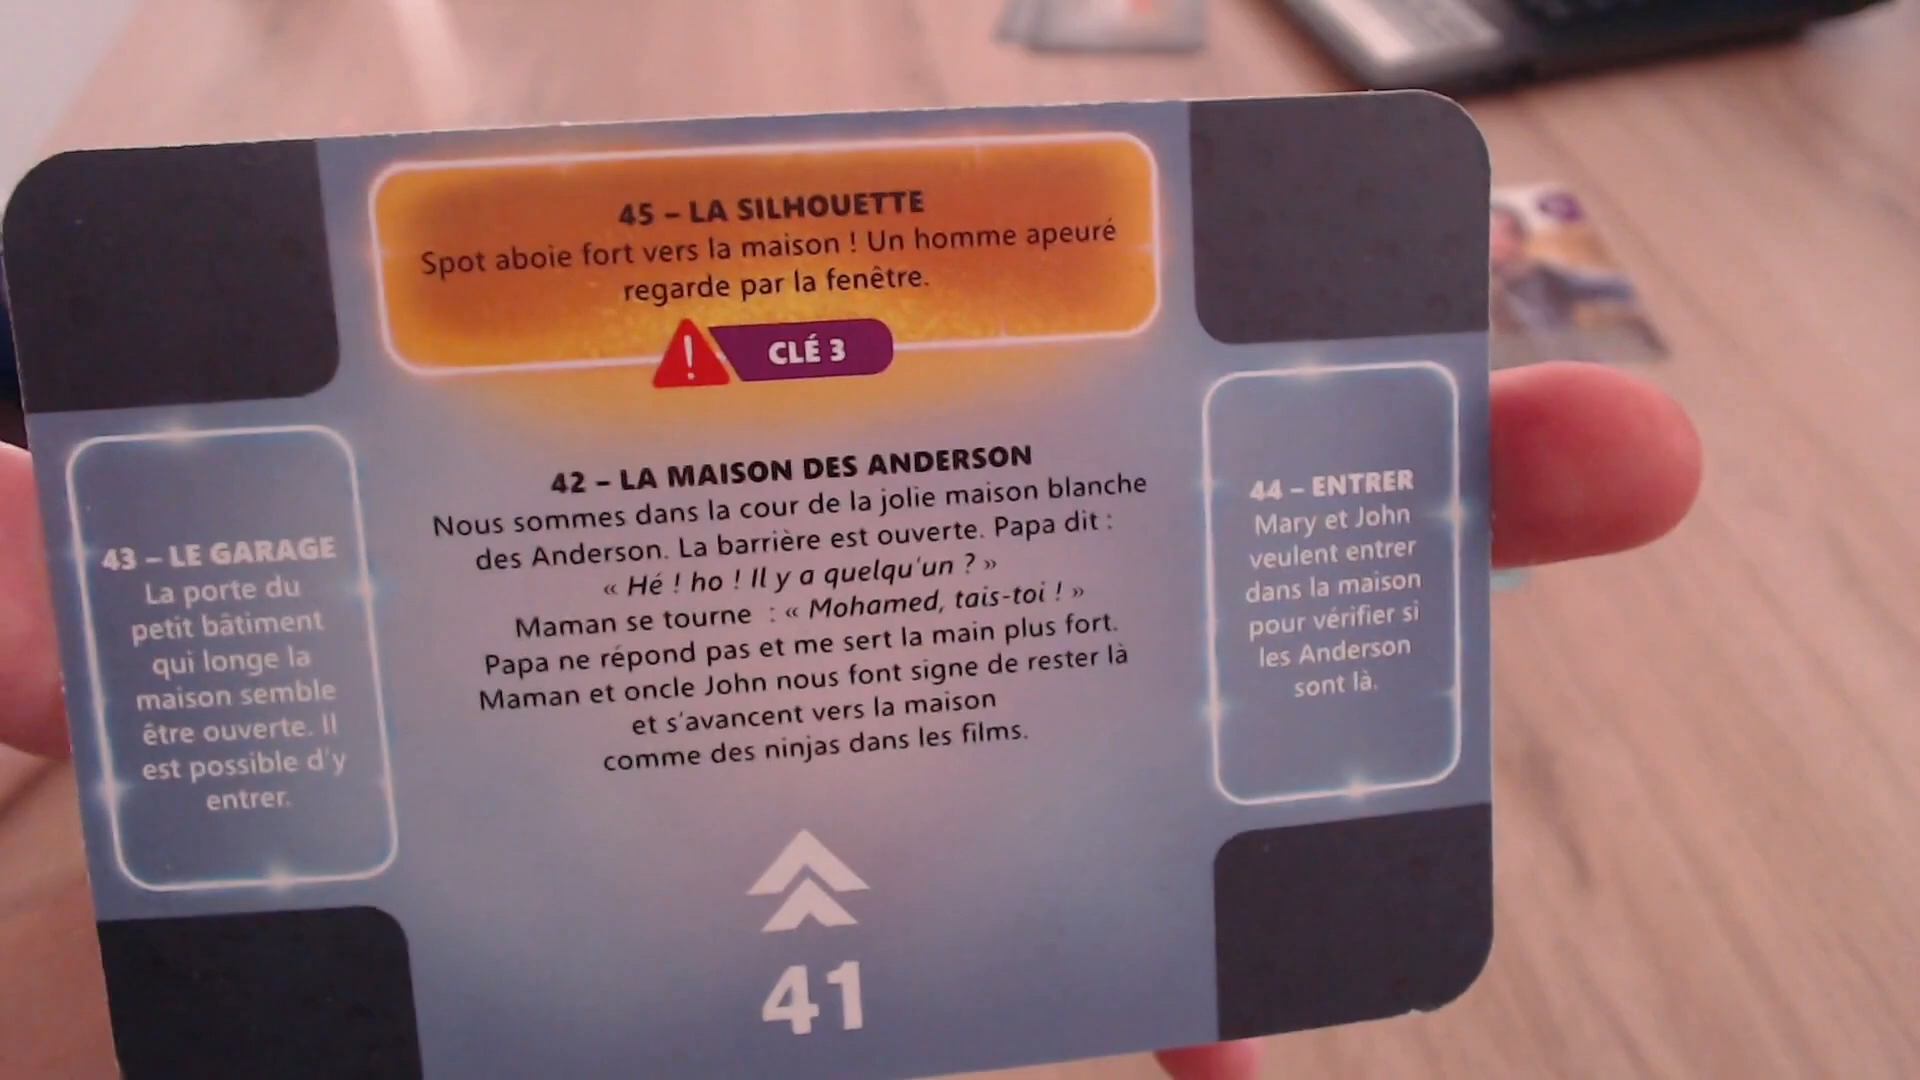 45 – LA SILHOUETTE
Spot aboie fort vers la maison ! Un homme apeuré
regarde par la fenêtre.
! CLÉ 3
42 – LA MAISON DES ANDERSON
Nous sommes dans la cour de la jolie maison blanche
des Anderson. La barrière est ouverte. Papa dit :
« Hé ! ho ! Il y a quelqu'un ? »
Maman se tourne : « Mohamed, tais-toi ! »
Papa ne répond pas et me sert la main plus fort.
Maman et oncle John nous font signe de rester là
et s'avancent vers la maison
comme des ninjas dans les films.
43 – LE GARAGE
La porte du
petit bâtiment
qui longe la
maison semble
être ouverte. Il
est possible d'y
entrer.
44 – ENTRER
Mary et John
veulent entrer
dans la maison
pour vérifier si
les Anderson
sont là.
41